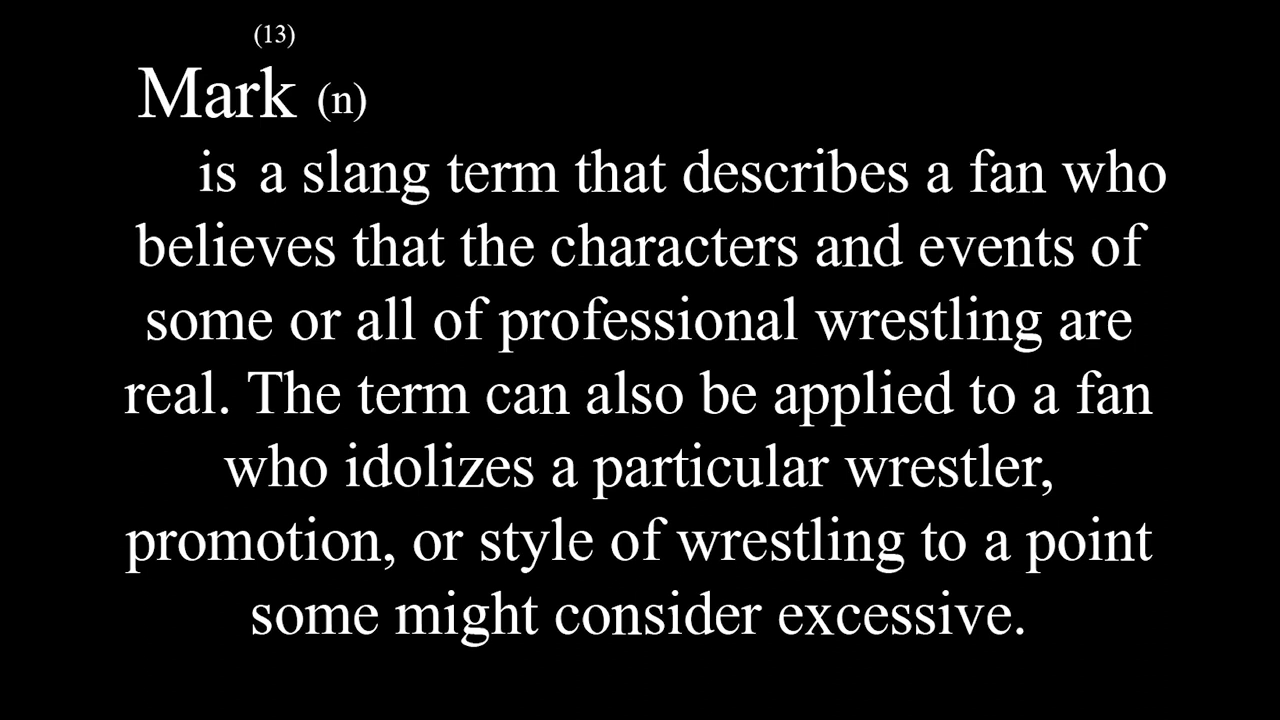 (13)
Mark (n)
is a slang term that describes a fan who
believes that the characters and events of
some or all of professional wrestling are
real. The term can also be applied to a fan
who idolizes a particular wrestler,
promotion, or style of wrestling to a point
some might consider excessive.